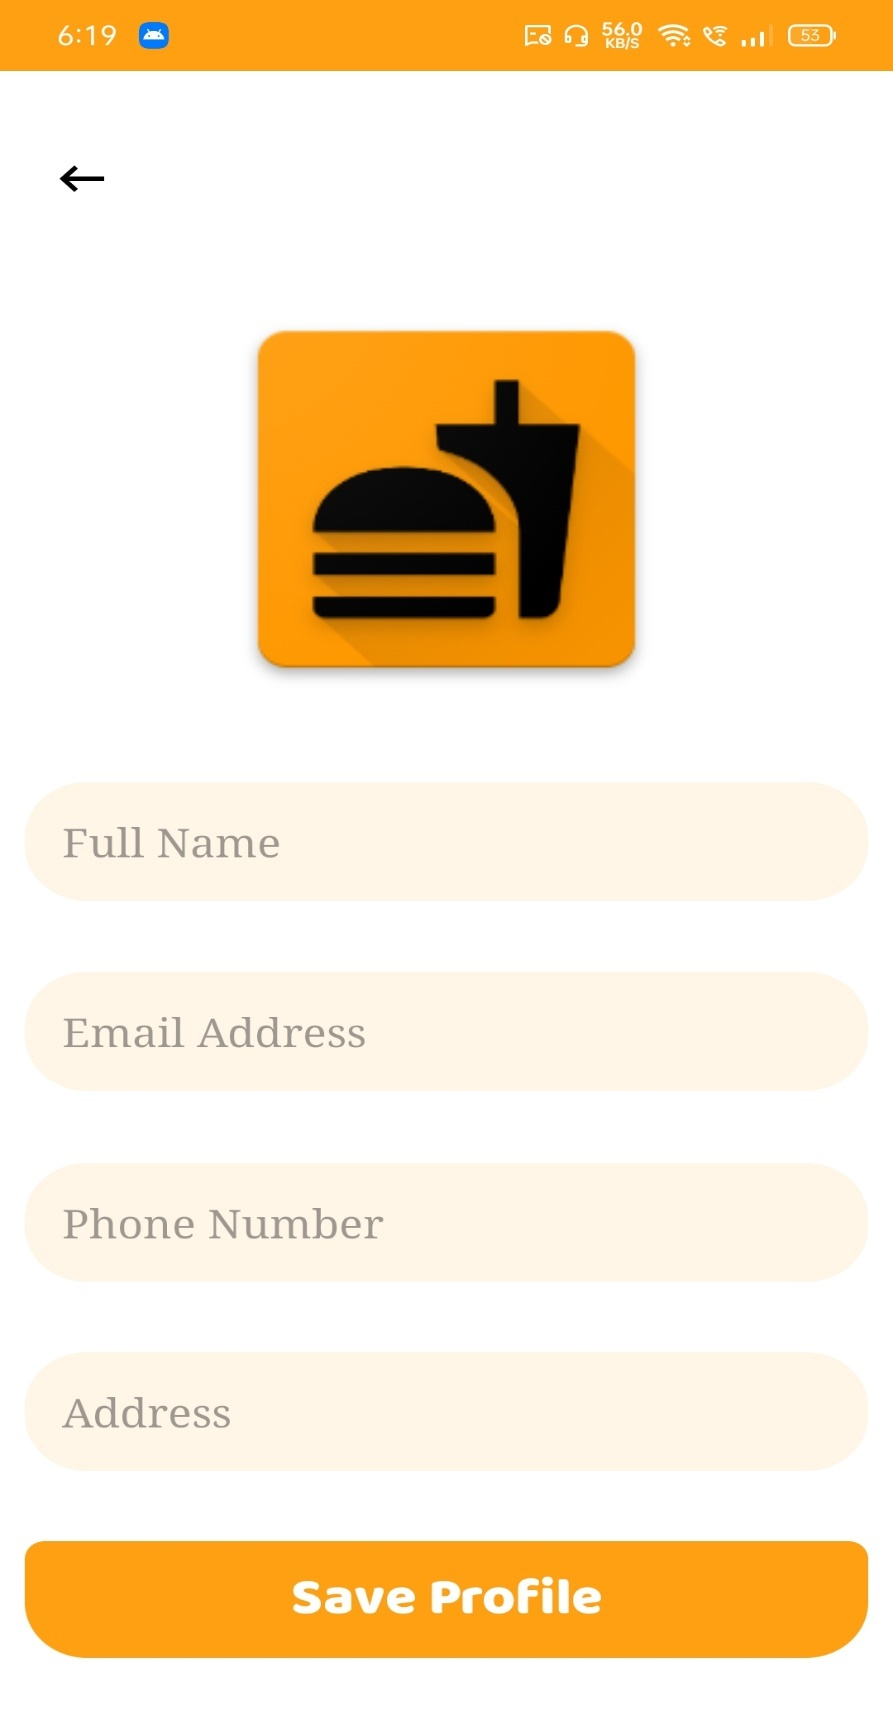 6:19
56.0
KB/S
53
Full Name
Email Address
Phone Number
Address
Save Profile